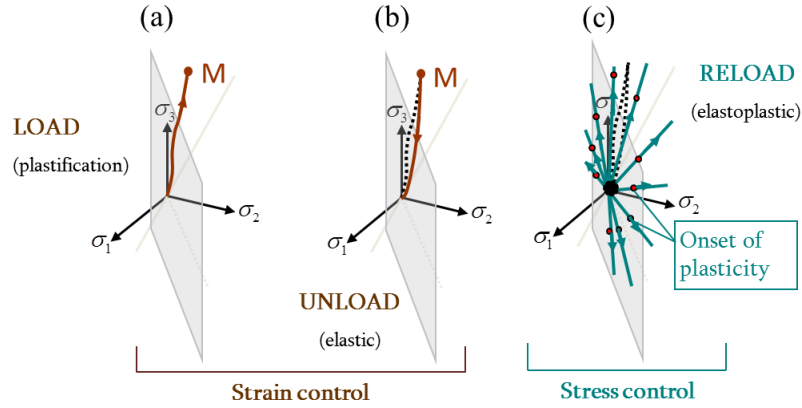 (a)
(b)
(c)
M
M
RELOAD
(elastoplastic)
LOAD
(plastification)
σ3
σ3
σ
σ2
σ2
σ2
σ1
σ1
σ1
Onset of
plasticity
UNLOAD
(elastic)
Strain control
Stress control